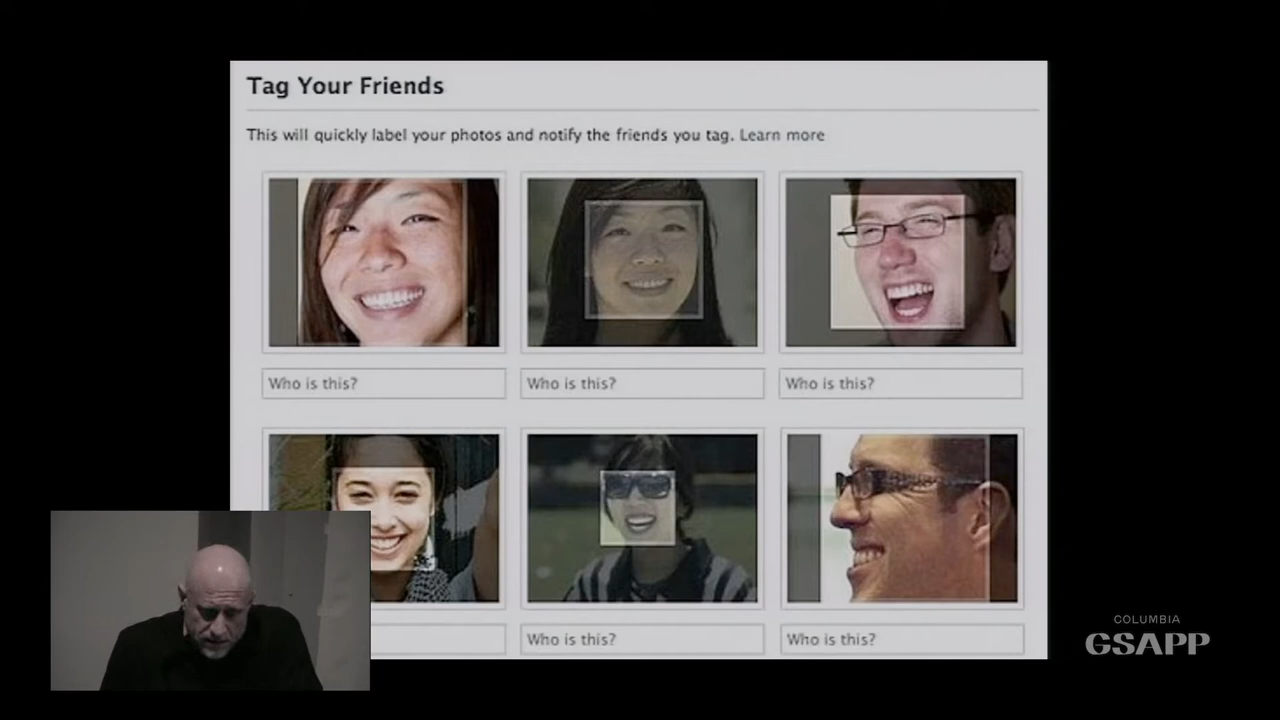 Tag Your Friends
This will quickly label your photos and notify the friends you tag. Learn more
Who is this?
Who is this?
Who is this?
Who is this?
Who is this?
COLUMBIA
GSAPP